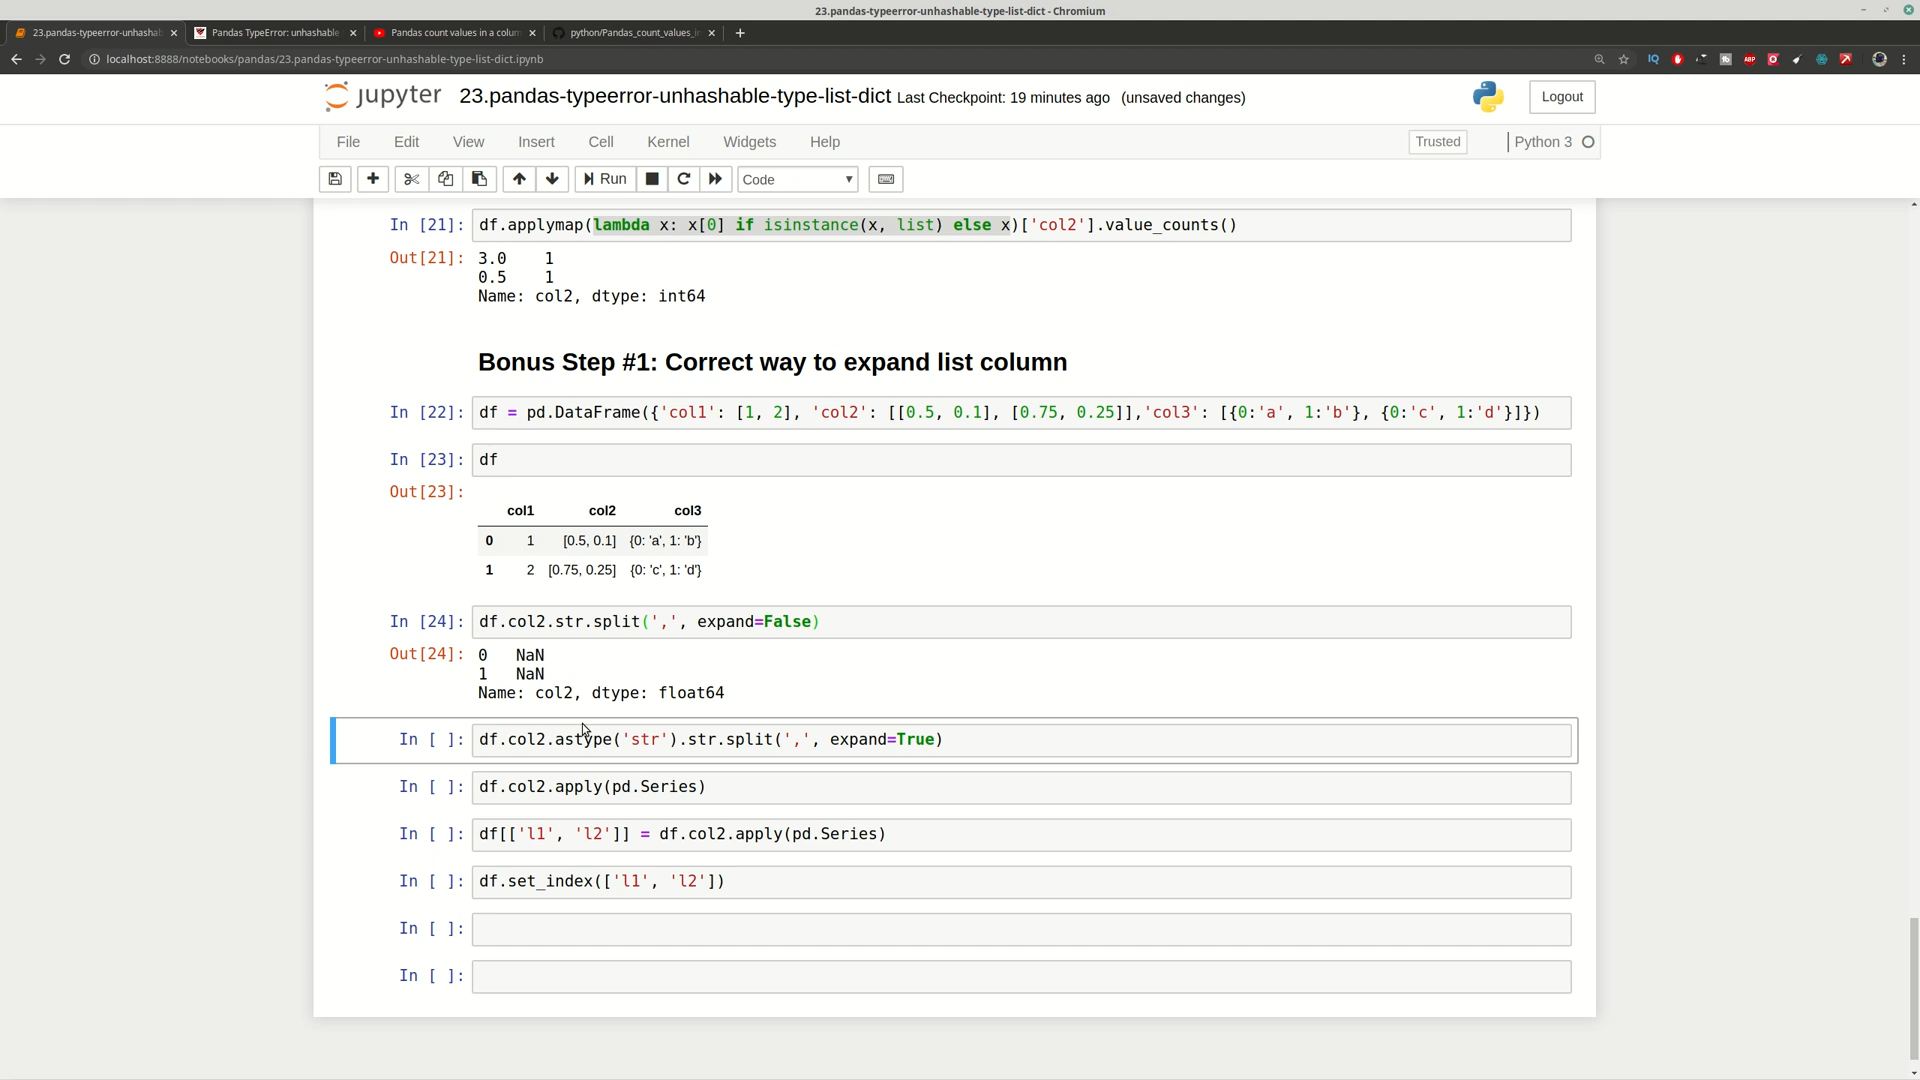 23.pandas-typeerror-unhashable-type-list-dict - Chromium
23.pandas-typeerror-unhashab
Pandas TypeError: unhashable
Pandas count values in a colum
python/Pandas_count_values_i
localhost:8888/notebooks/pandas/23.pandas-typeerror-unhashable-type-list-dict.ipynb
IQ
ABP
jupyter 23.pandas-typeerror-unhashable-type-list-dict Last Checkpoint: 19 minutes ago (unsaved changes)
Logout
File Edit View Insert Cell Kernel Widgets Help
Trusted
Python 3
Run
Code
In [21]: df.applymap(lambda x: x[0] if isinstance(x, list) else x)['col2'].value_counts()
Out[21]: 3.0 1
0.5 1
Name: col2, dtype: int64
Bonus Step #1: Correct way to expand list column
In [22]: df = pd.DataFrame({'col1': [1, 2], 'col2': [[0.5, 0.1], [0.75, 0.25]],'col3': [{0:'a', 1:'b'}, {0:'c', 1:'d'}]})
In [23]: df
Out[23]:
col1 col2 col3
0 1 [0.5, 0.1] {0: 'a', 1: 'b'}
1 2 [0.75, 0.25] {0: 'c', 1: 'd'}
In [24]: df.col2.str.split(',', expand=False)
Out[24]: 0 NaN
1 NaN
Name: col2, dtype: float64
In [ ]: df.col2.astype('str').str.split(',', expand=True)
In [ ]: df.col2.apply(pd.Series)
In [ ]: df[['l1', 'l2']] = df.col2.apply(pd.Series)
In [ ]: df.set_index(['l1', 'l2'])
In [ ]:
In [ ]: